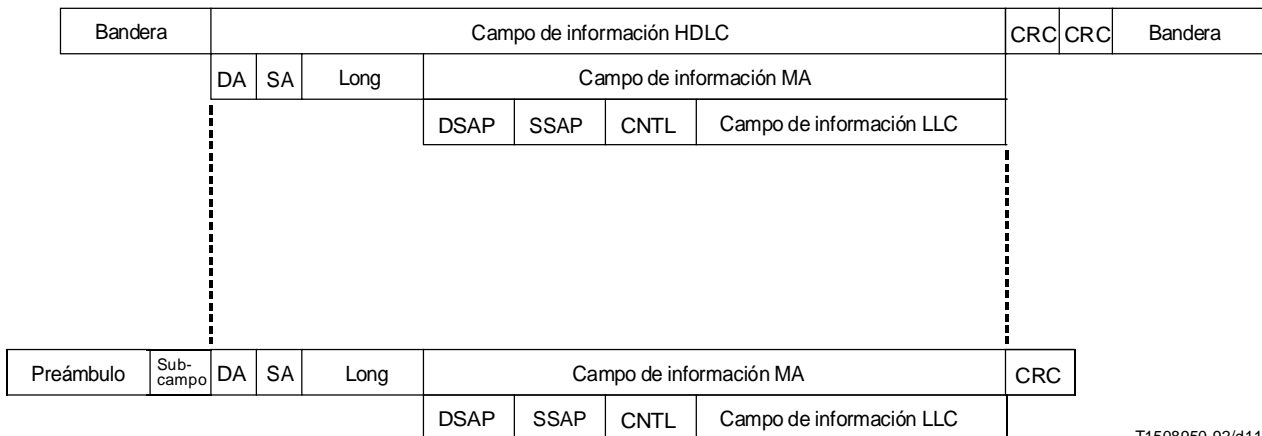 Bandera Campo de información HDLC CRC CRC Bandera
DA SA Long Campo de información MA
DSAP SSAP CNTL Campo de información LLC
Preámbulo Sub-
campo DA SA Long Campo de información MA CRC
DSAP SSAP CNTL Campo de información LLC